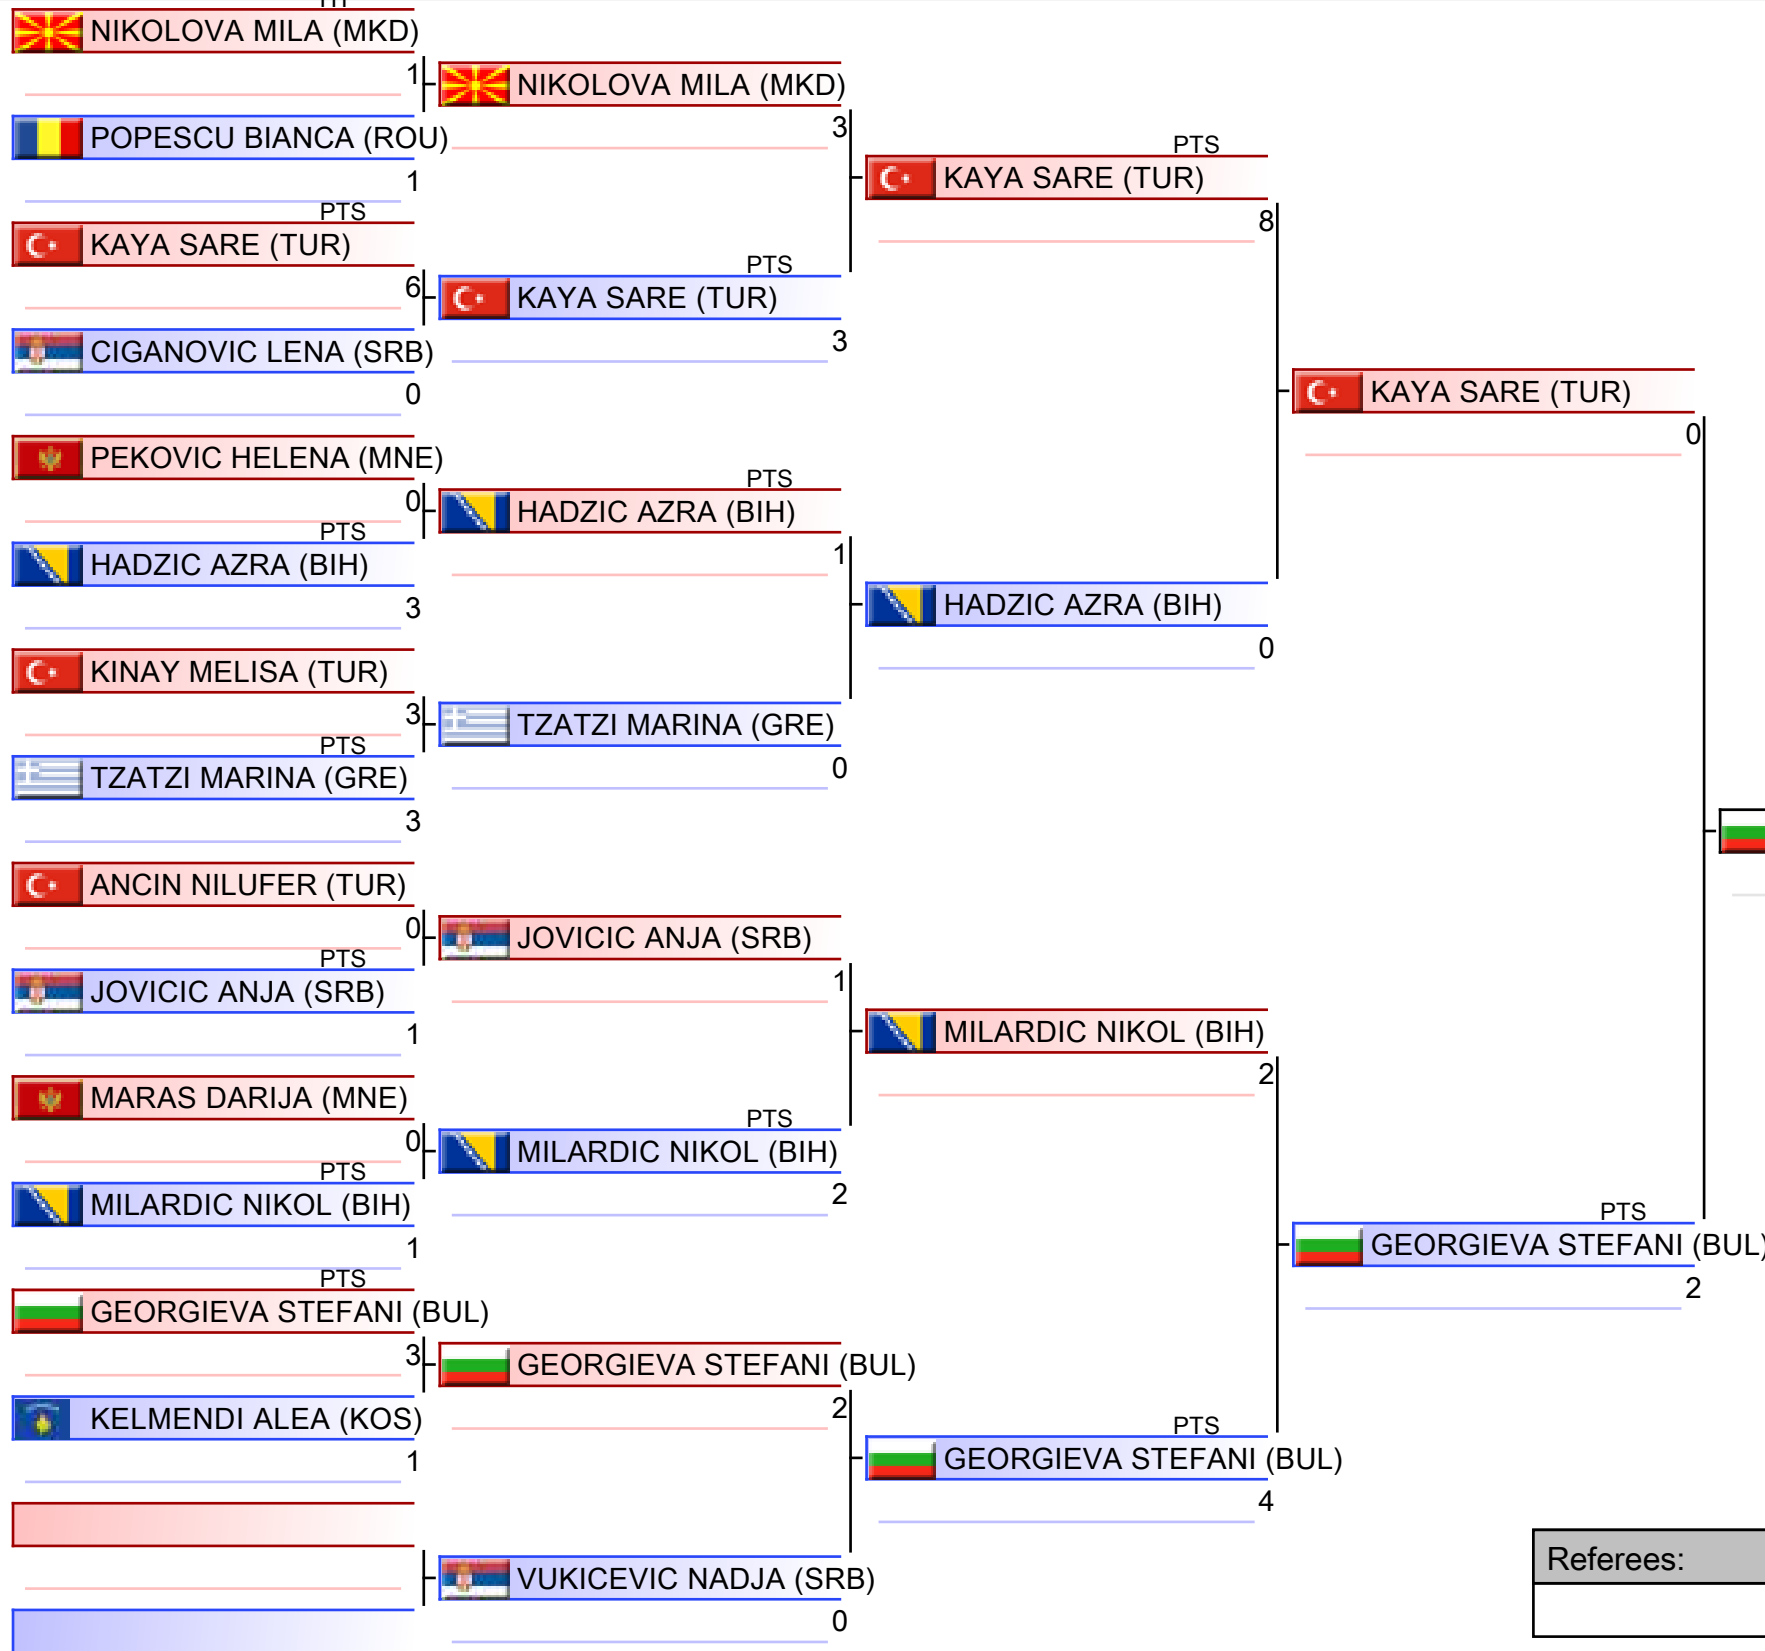 NIKOLOVA MILA (MKD)
1
POPESCU BIANCA (ROU)
1
PTS
KAYA SARE (TUR)
6
CIGANOVIC LENA (SRB)
0
PEKOVIC HELENA (MNE)
0
PTS
HADZIC AZRA (BIH)
3
KINAY MELISA (TUR)
3
PTS
TZATZI MARINA (GRE)
3
ANCIN NILUFER (TUR)
0
PTS
JOVICIC ANJA (SRB)
1
MARAS DARIJA (MNE)
0
PTS
MILARDIC NIKOL (BIH)
1
PTS
GEORGIEVA STEFANI (BUL)
3
KELMENDI ALEA (KOS)
1
NIKOLOVA MILA (MKD)
3
PTS
KAYA SARE (TUR)
3
PTS
HADZIC AZRA (BIH)
1
TZATZI MARINA (GRE)
0
JOVICIC ANJA (SRB)
1
PTS
MILARDIC NIKOL (BIH)
2
GEORGIEVA STEFANI (BUL)
2
VUKICEVIC NADJA (SRB)
0
PTS
KAYA SARE (TUR)
8
HADZIC AZRA (BIH)
0
MILARDIC NIKOL (BIH)
2
PTS
GEORGIEVA STEFANI (BUL)
4
KAYA SARE (TUR)
0
PTS
GEORGIEVA STEFANI (BUL)
2
Referees: